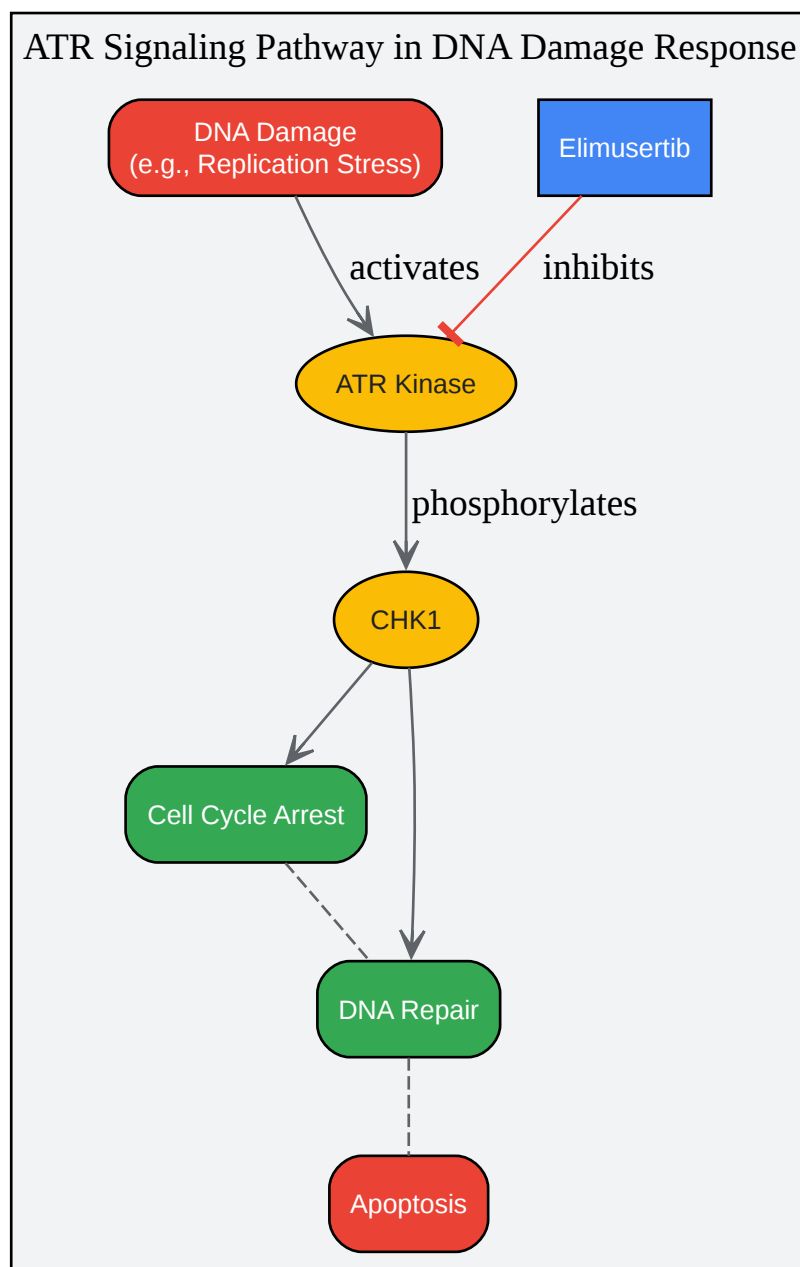 ATR Signaling Pathway in DNA Damage Response
DNA Damage
(e.g., Replication Stress)
Elimusertib
activates
inhibits
ATR Kinase
phosphorylates
CHK1
Cell Cycle Arrest
DNA Repair
Apoptosis